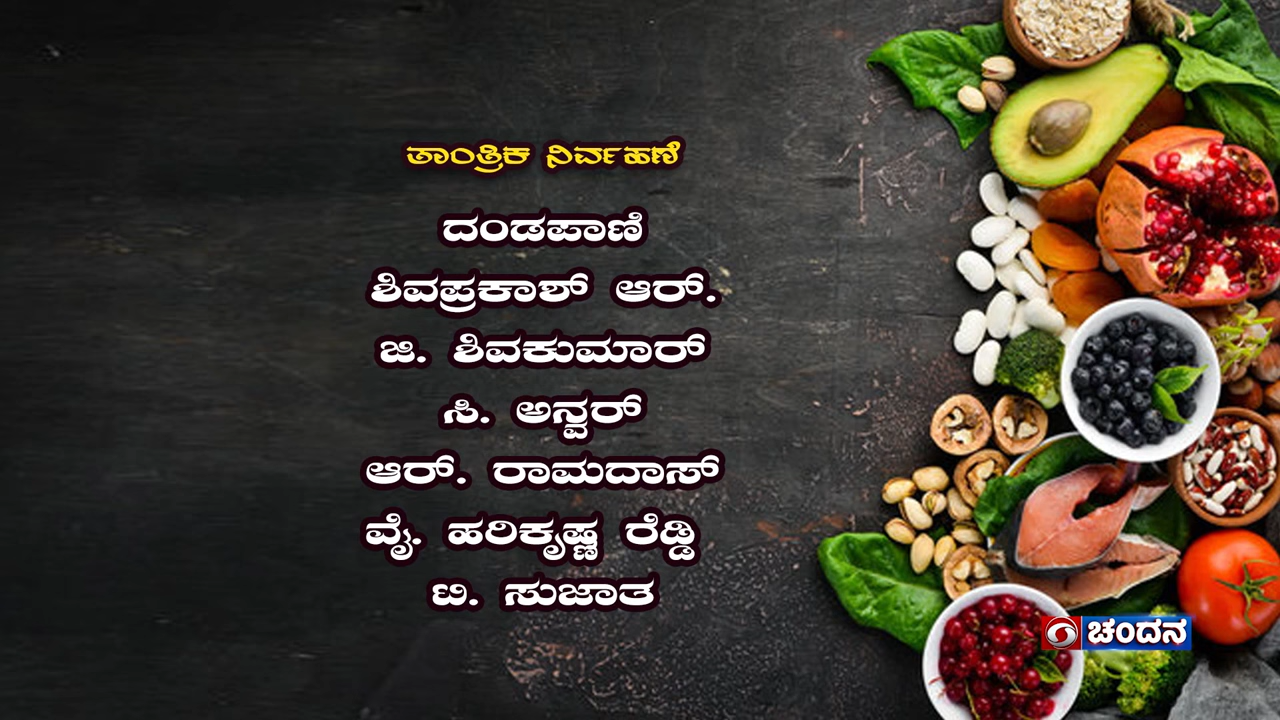 ತಾಂತ್ರಿಕ ನಿರ್ವಹಣೆ
ದಂಡಪಾಣಿ
ಶಿವಪ್ರಕಾಶ್ ಆರ್.
ಜಿ. ಶಿವಕುಮಾರ್
ಸಿ. ಅನ್ವರ್
ಆರ್. ರಾಮದಾಸ್
ವೈ. ಹರಿಕೃಷ್ಣ ರೆಡ್ಡಿ
ಟಿ. ಸುಜಾತ
ಚಂದನ